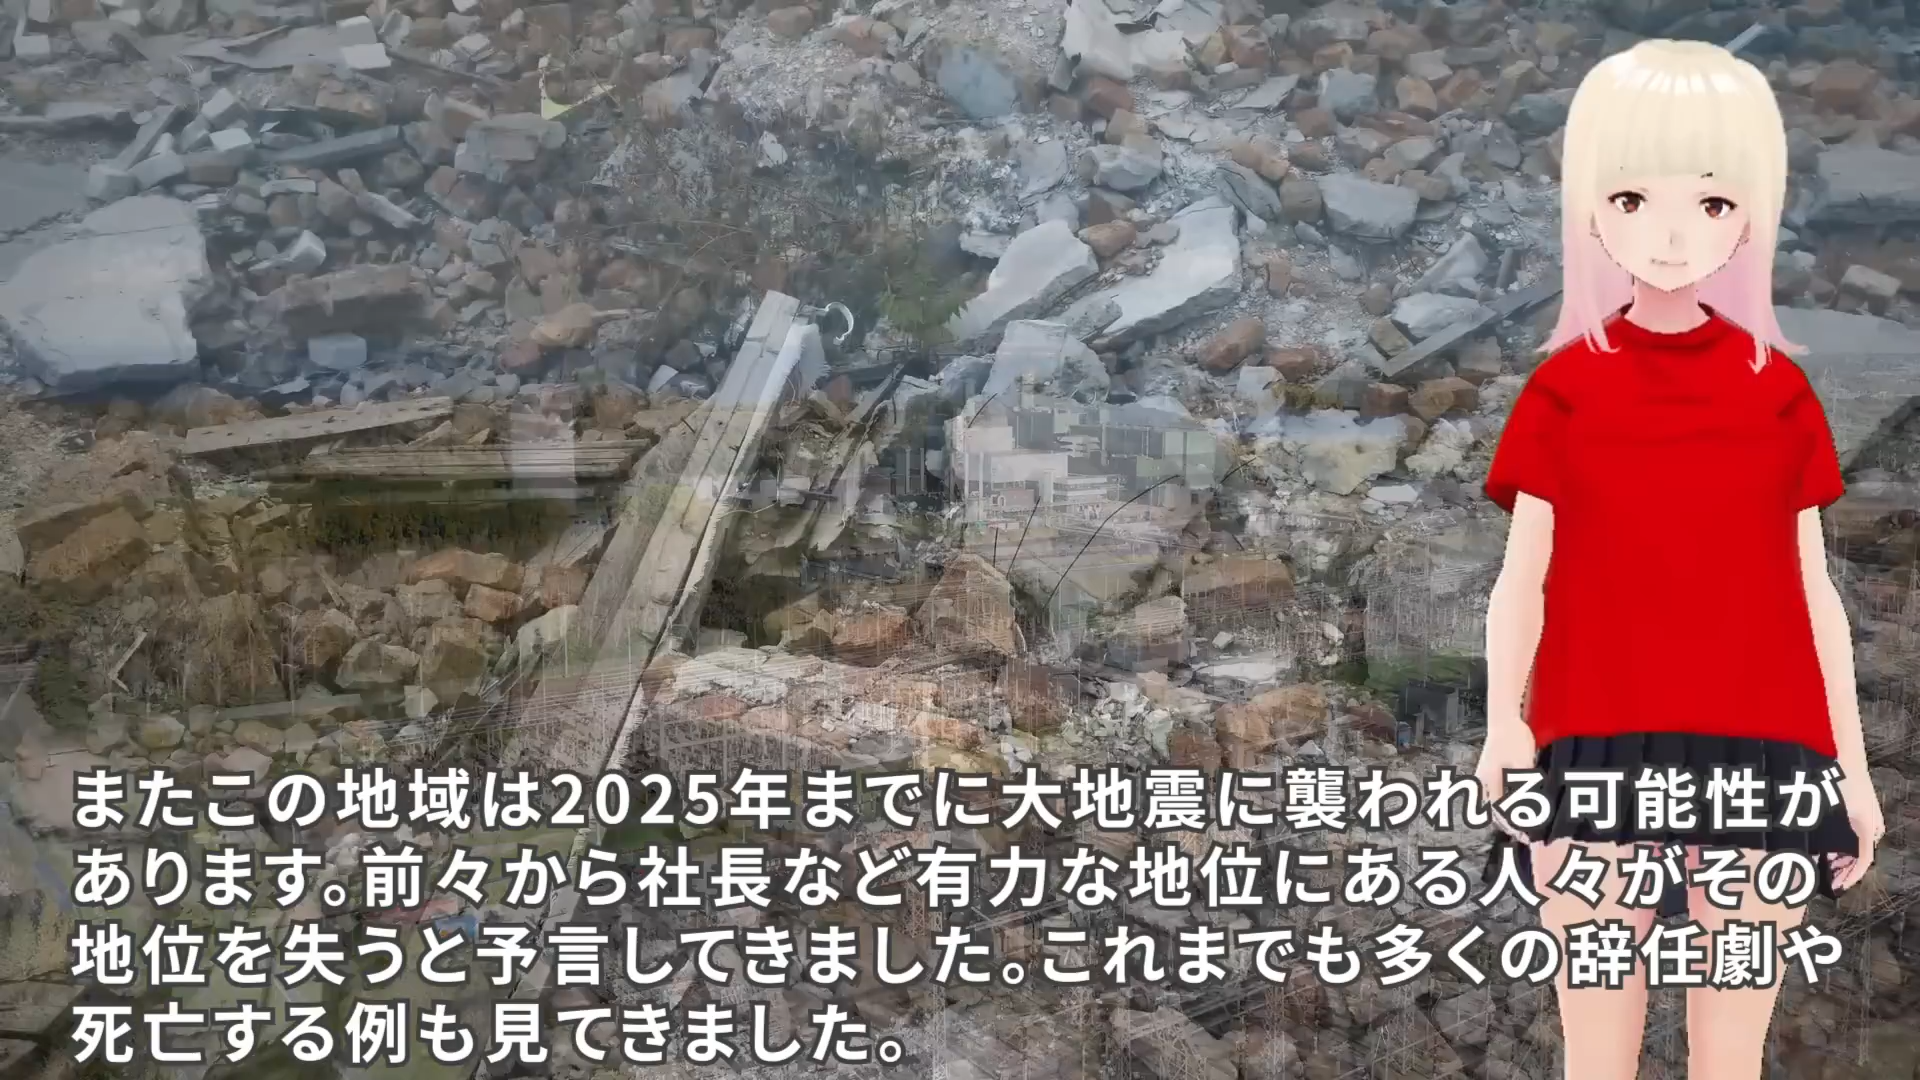 またこの地域は2025年までに大地震に襲われる可能性が
あります。前々から社長など有力な地位にある人々がその
地位を失うと予言してきました。これまでも多くの辞任劇や
死亡する例も見てきました。